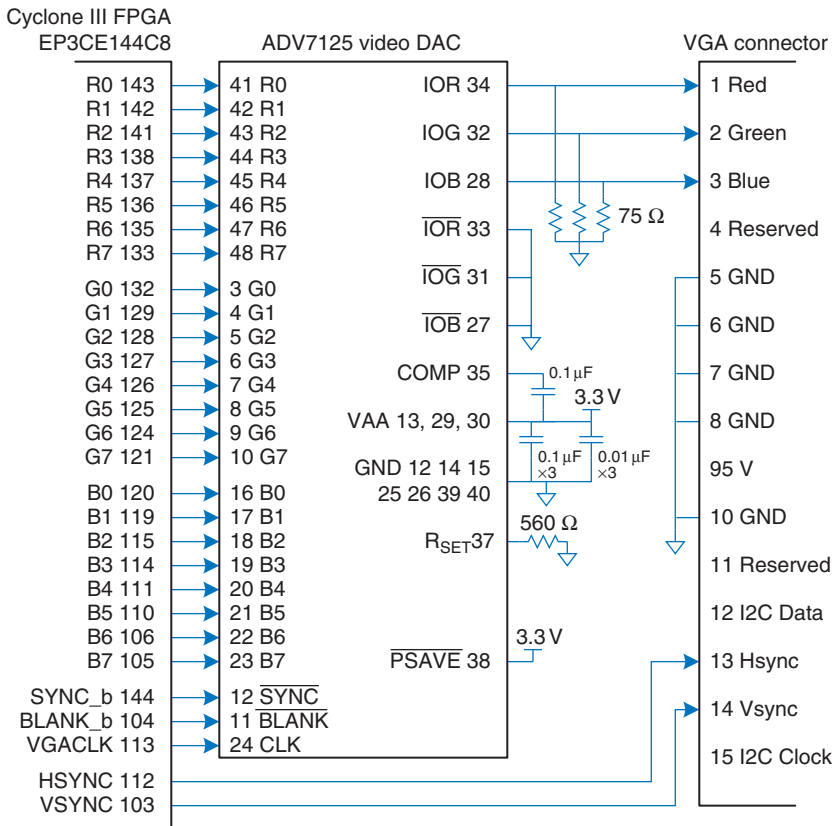 Cyclone III FPGA
EP3CE144C8
ADV7125 video DAC
VGA connector
R0 143
R1 142
R2 141
R3 138
R4 137
R5 136
R6 135
R7 133
G0 132
G1 129
G2 128
G3 127
G4 126
G5 125
G6 124
G7 121
B0 120
B1 119
B2 115
B3 114
B4 111
B5 110
B6 106
B7 105
SYNC_b 144
BLANK_b 104
VGACLK 113
HSYNC 112
VSYNC 103
41 R0
42 R1
43 R2
44 R3
45 R4
46 R5
47 R6
48 R7
3 G0
4 G1
5 G2
6 G3
7 G4
8 G5
9 G6
10 G7
16 B0
17 B1
18 B2
19 B3
20 B4
21 B5
22 B6
23 B7
12 S̅Y̅N̅C̅
11 B̅L̅A̅N̅K̅
24 CLK
IOR 34
IOG 32
IOB 28
I̅O̅R̅ 33
I̅O̅G̅ 31
I̅O̅B̅ 27
COMP 35
VAA 13, 29, 30
GND 12 14 15
25 26 39 40
R_SET 37
P̅S̅A̅V̅E̅ 38
75 Ω
0.1 µF
3.3 V
0.1 µF
×3
0.01 µF
×3
560 Ω
3.3 V
1 Red
2 Green
3 Blue
4 Reserved
5 GND
6 GND
7 GND
8 GND
95 V
10 GND
11 Reserved
12 I2C Data
13 Hsync
14 Vsync
15 I2C Clock